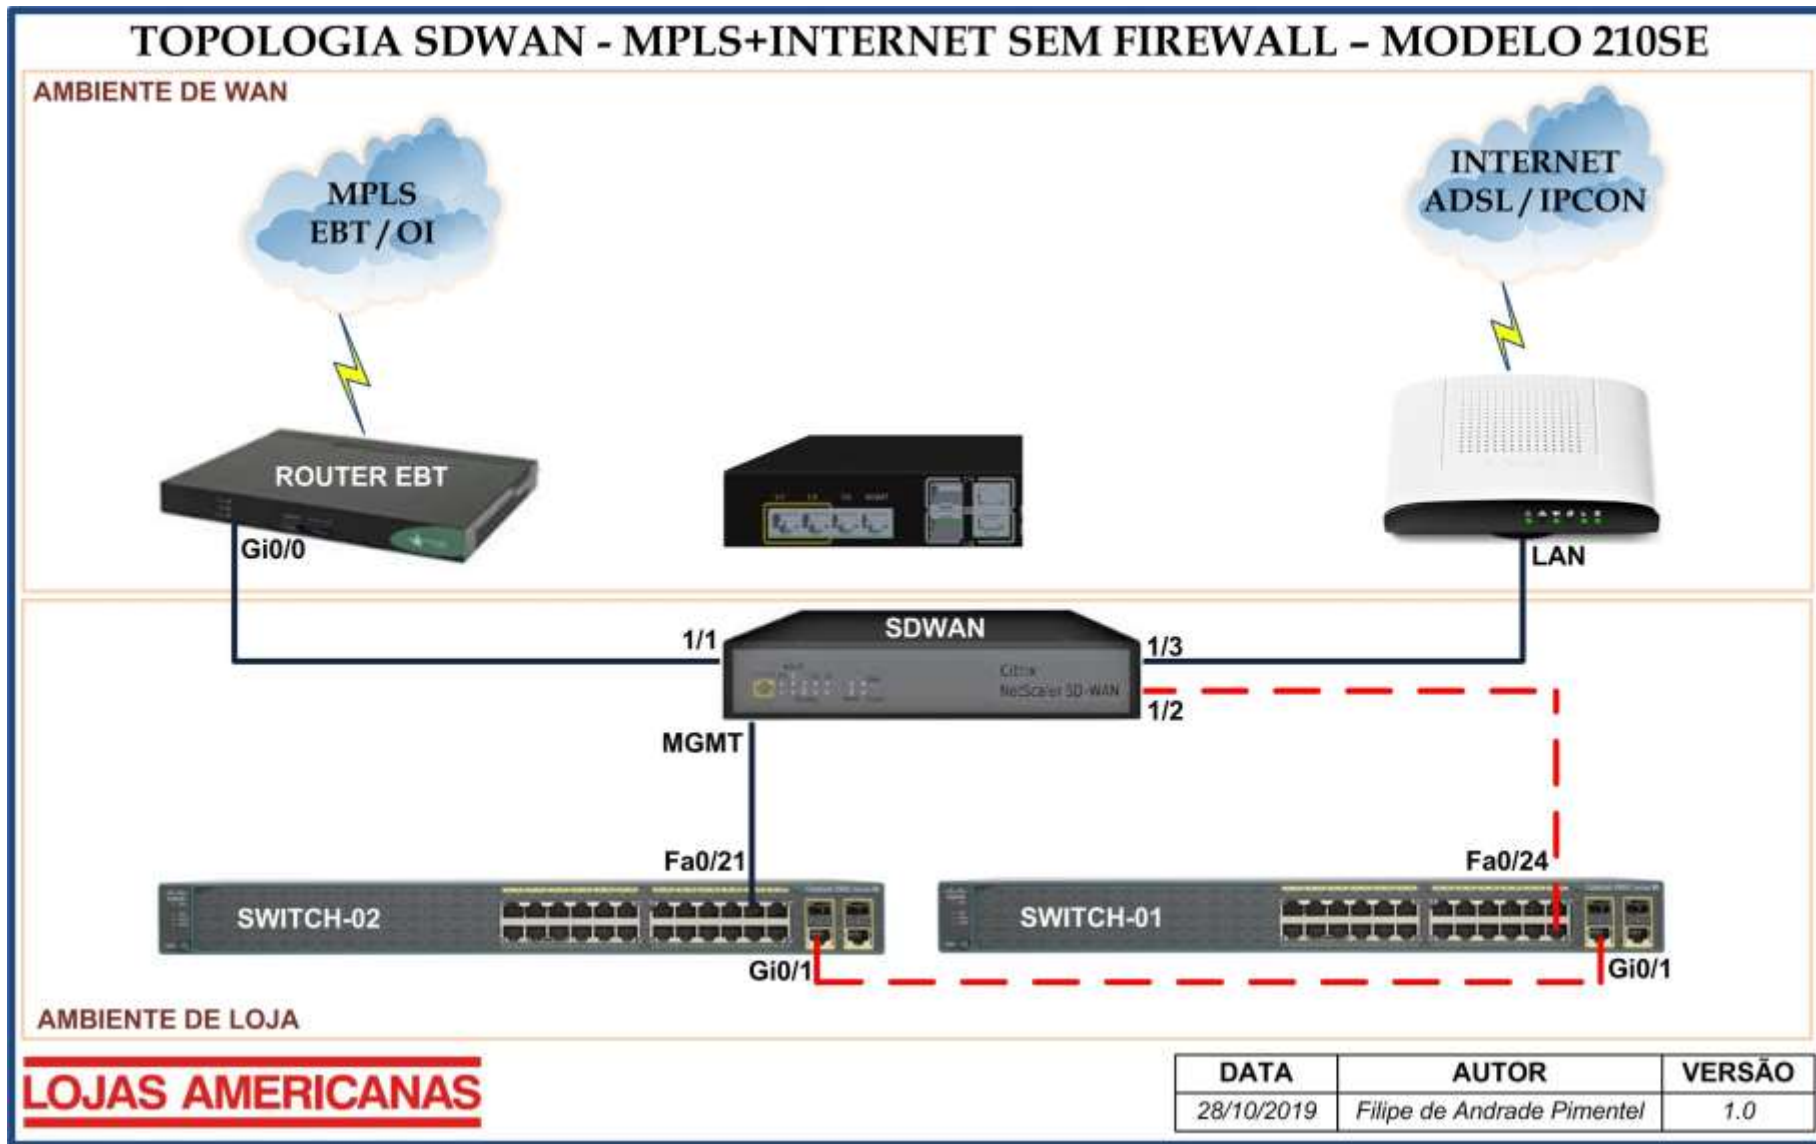 TOPOLOGIA SDWAN - MPLS+INTERNET SEM FIREWALL – MODELO 210SE
AMBIENTE DE WAN
MPLS
EBT / OI
INTERNET
ADSL / IPCON
ROUTER EBT
Gi0/0
LAN
SDWAN
1/1
1/3
Citrix
NetScaler SD-WAN
1/2
MGMT
Fa0/21
Fa0/24
SWITCH-02
SWITCH-01
Gi0/1
Gi0/1
AMBIENTE DE LOJA
LOJAS AMERICANAS
DATA AUTOR VERSÃO
28/10/2019 Filipe de Andrade Pimentel 1.0